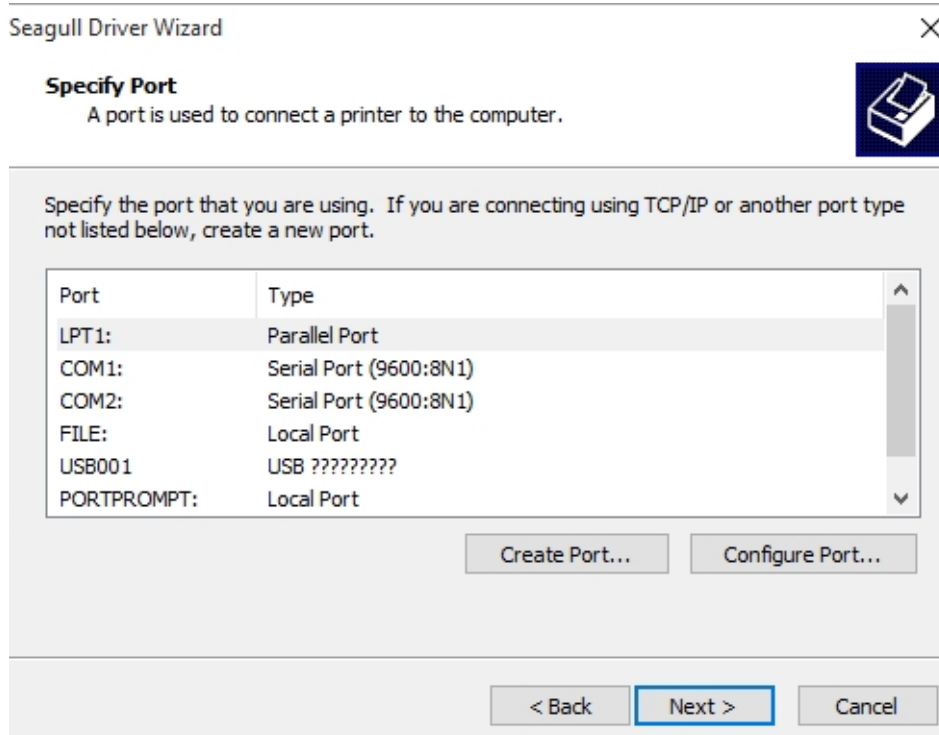 Seagull Driver Wizard
Specify Port
A port is used to connect a printer to the computer.
Specify the port that you are using. If you are connecting using TCP/IP or another port type
not listed below, create a new port.
Port Type
LPT1: Parallel Port
COM1: Serial Port (9600:8N1)
COM2: Serial Port (9600:8N1)
FILE: Local Port
USB001 USB ?????????
PORTPROMPT: Local Port
Create Port... Configure Port...
< Back Next > Cancel